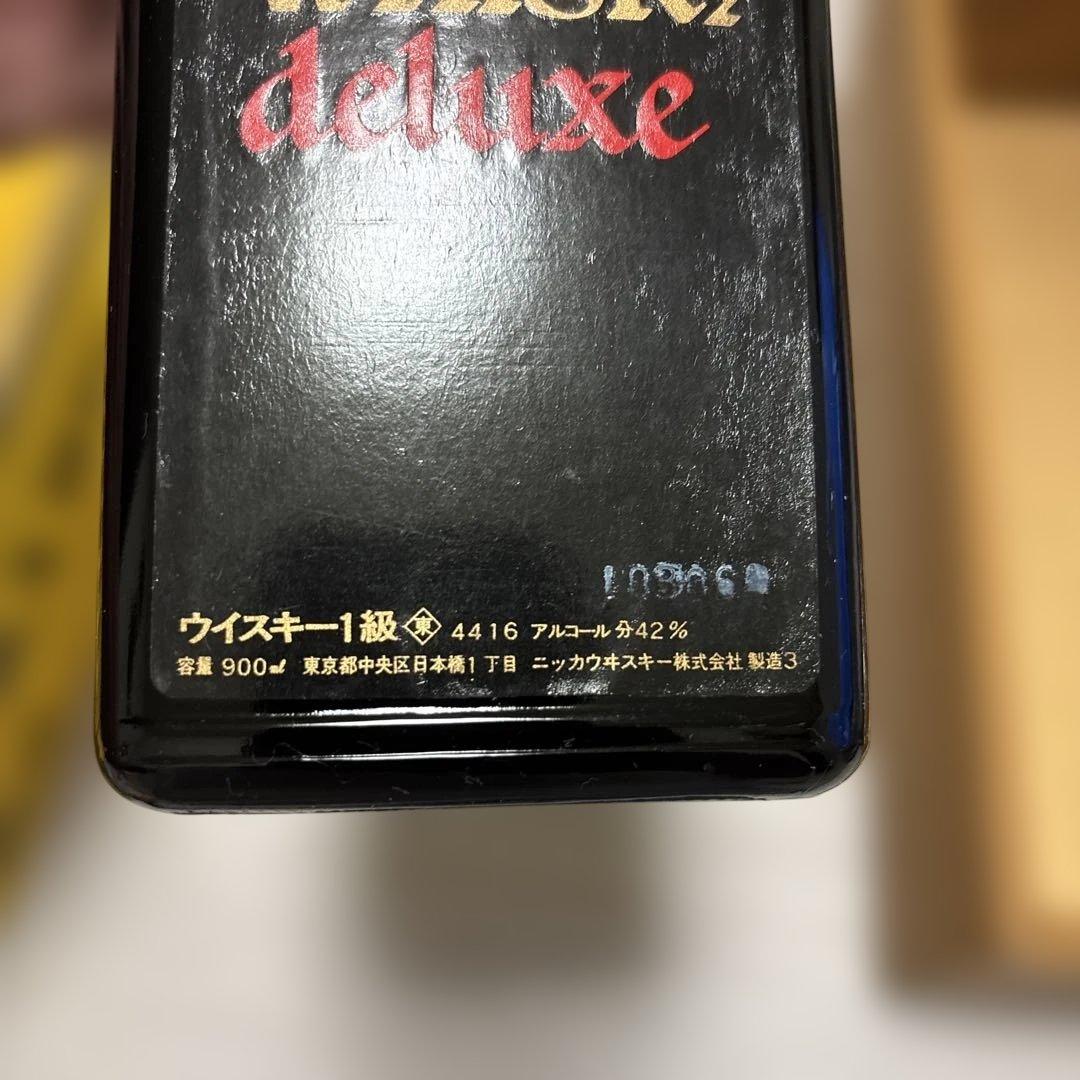 deluxe
ウイスキー1級 東 4416 アルコール分42%
容量 900㎖ 東京都中央区日本橋1丁目 ニッカウヰスキー株式会社 製造3